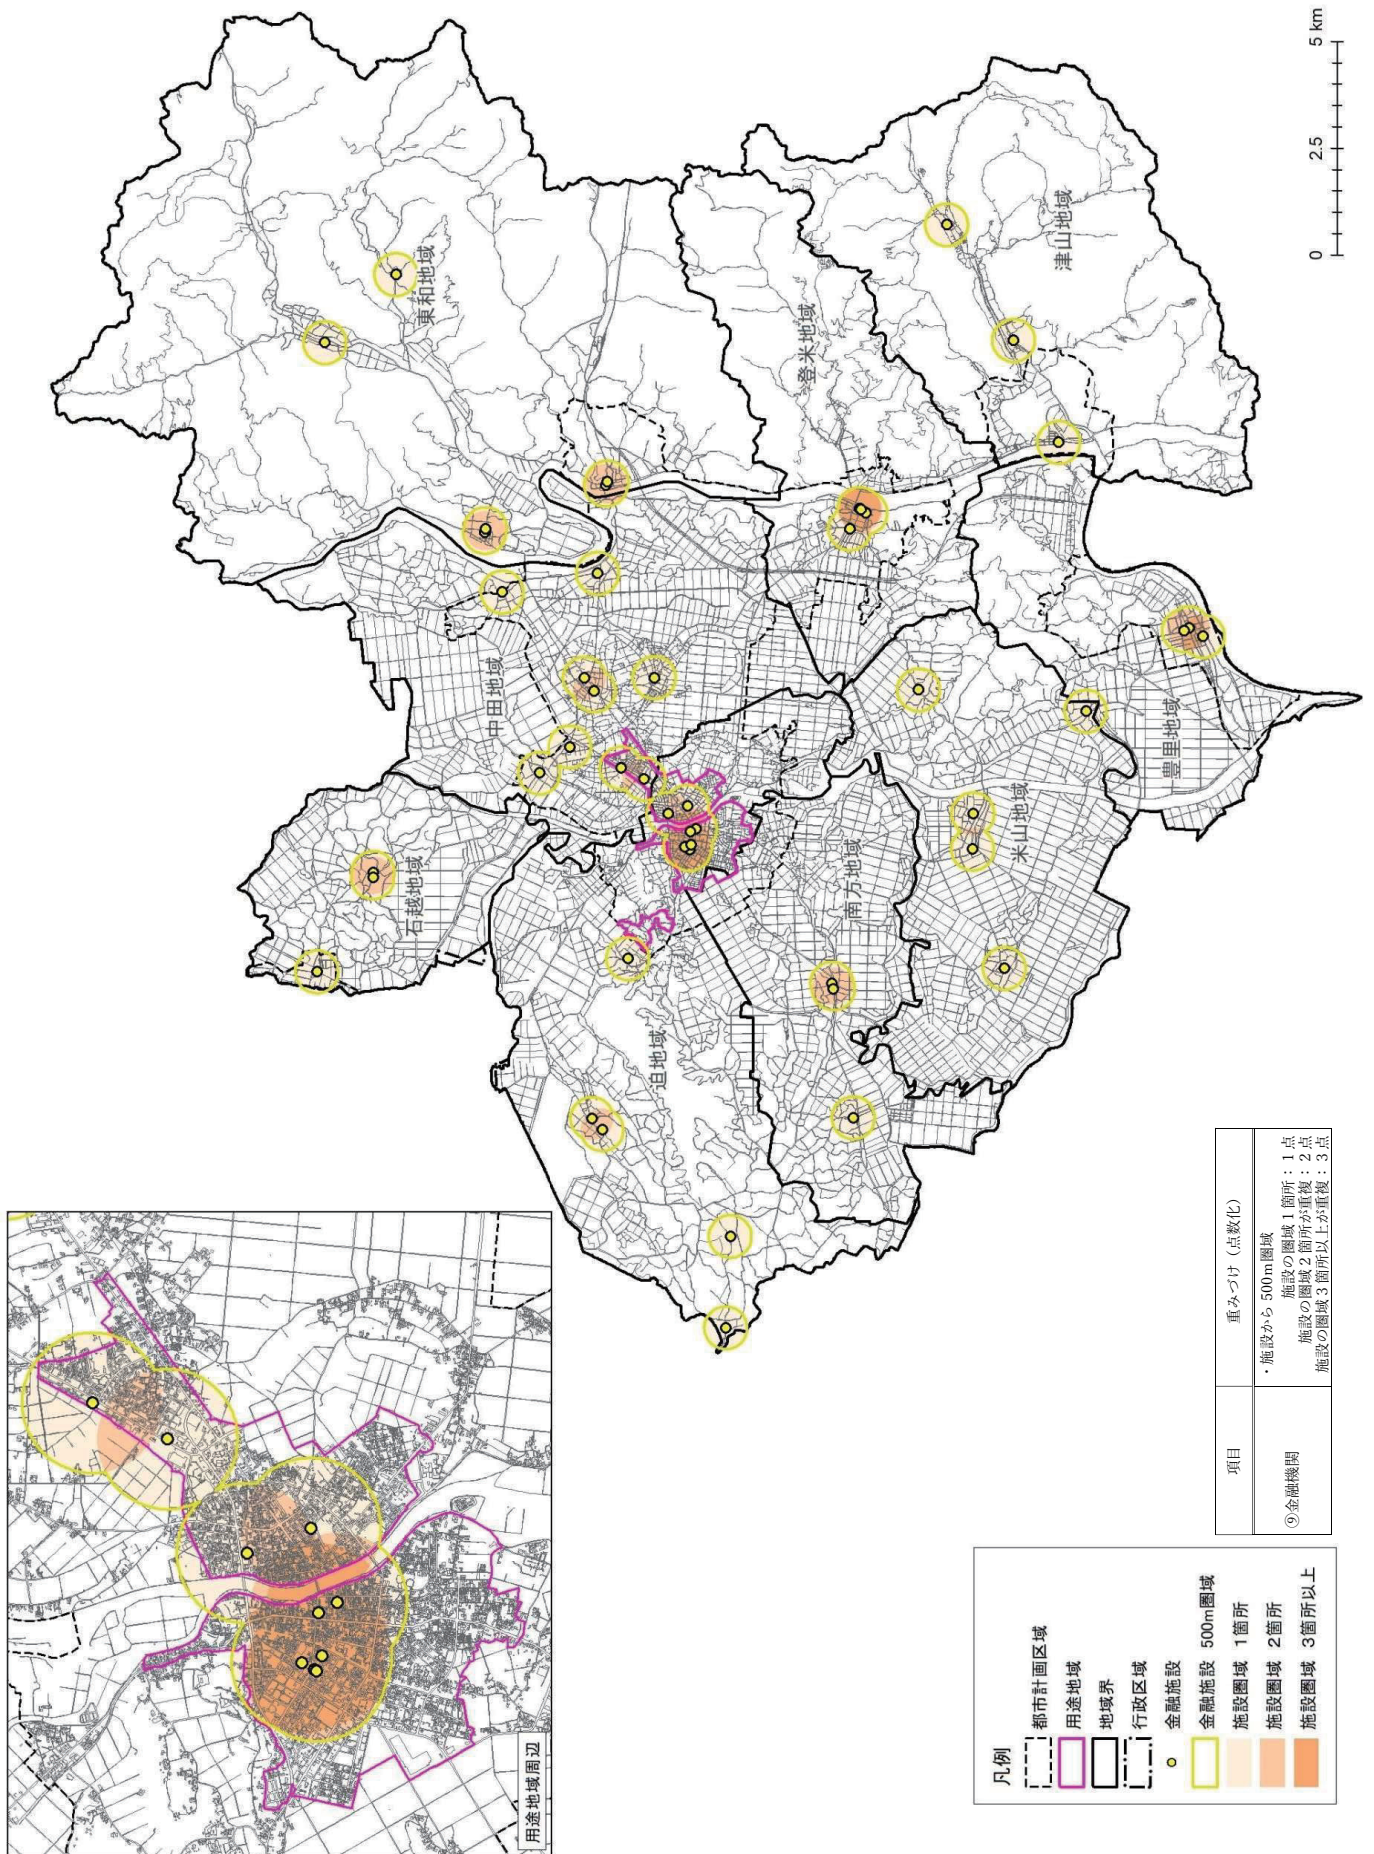 用途地域周辺
石越地域
中田地域
東和地域
迫地域
登米地域
南方地域
米山地域
津山地域
豊里地域
凡例
都市計画区域
用途地域
地域界
行政区域
金融施設
金融施設 500m圏域
施設圏域 1箇所
施設圏域 2箇所
施設圏域 3箇所以上
項目 重みづけ（点数化）
⑨金融機関
・施設から 500m圏域
施設の圏域 1箇所：1点
施設の圏域 2箇所が重複：2点
施設の圏域 3箇所以上が重複：3点
0 2.5 5 km